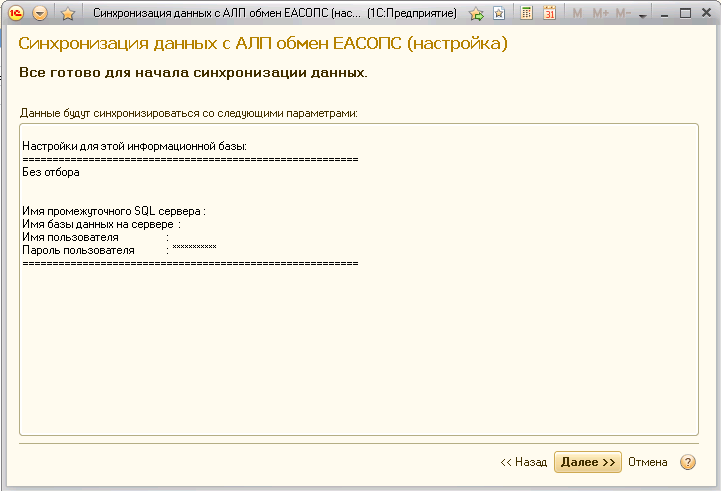 Синхронизация данных с АЛП обмен ЕАСОПС (нас... (1С:Предприятие) 31 M M+ M-
Синхронизация данных с АЛП обмен ЕАСОПС (настройка)
Все готово для начала синхронизации данных.
Данные будут синхронизироваться со следующими параметрами:
Настройки для этой информационной базы:
========================================================
Без отбора
Имя промежуточного SQL сервера :
Имя базы данных на сервере :
Имя пользователя :
Пароль пользователя : ***********
========================================================
<< Назад Далее >> Отмена ?